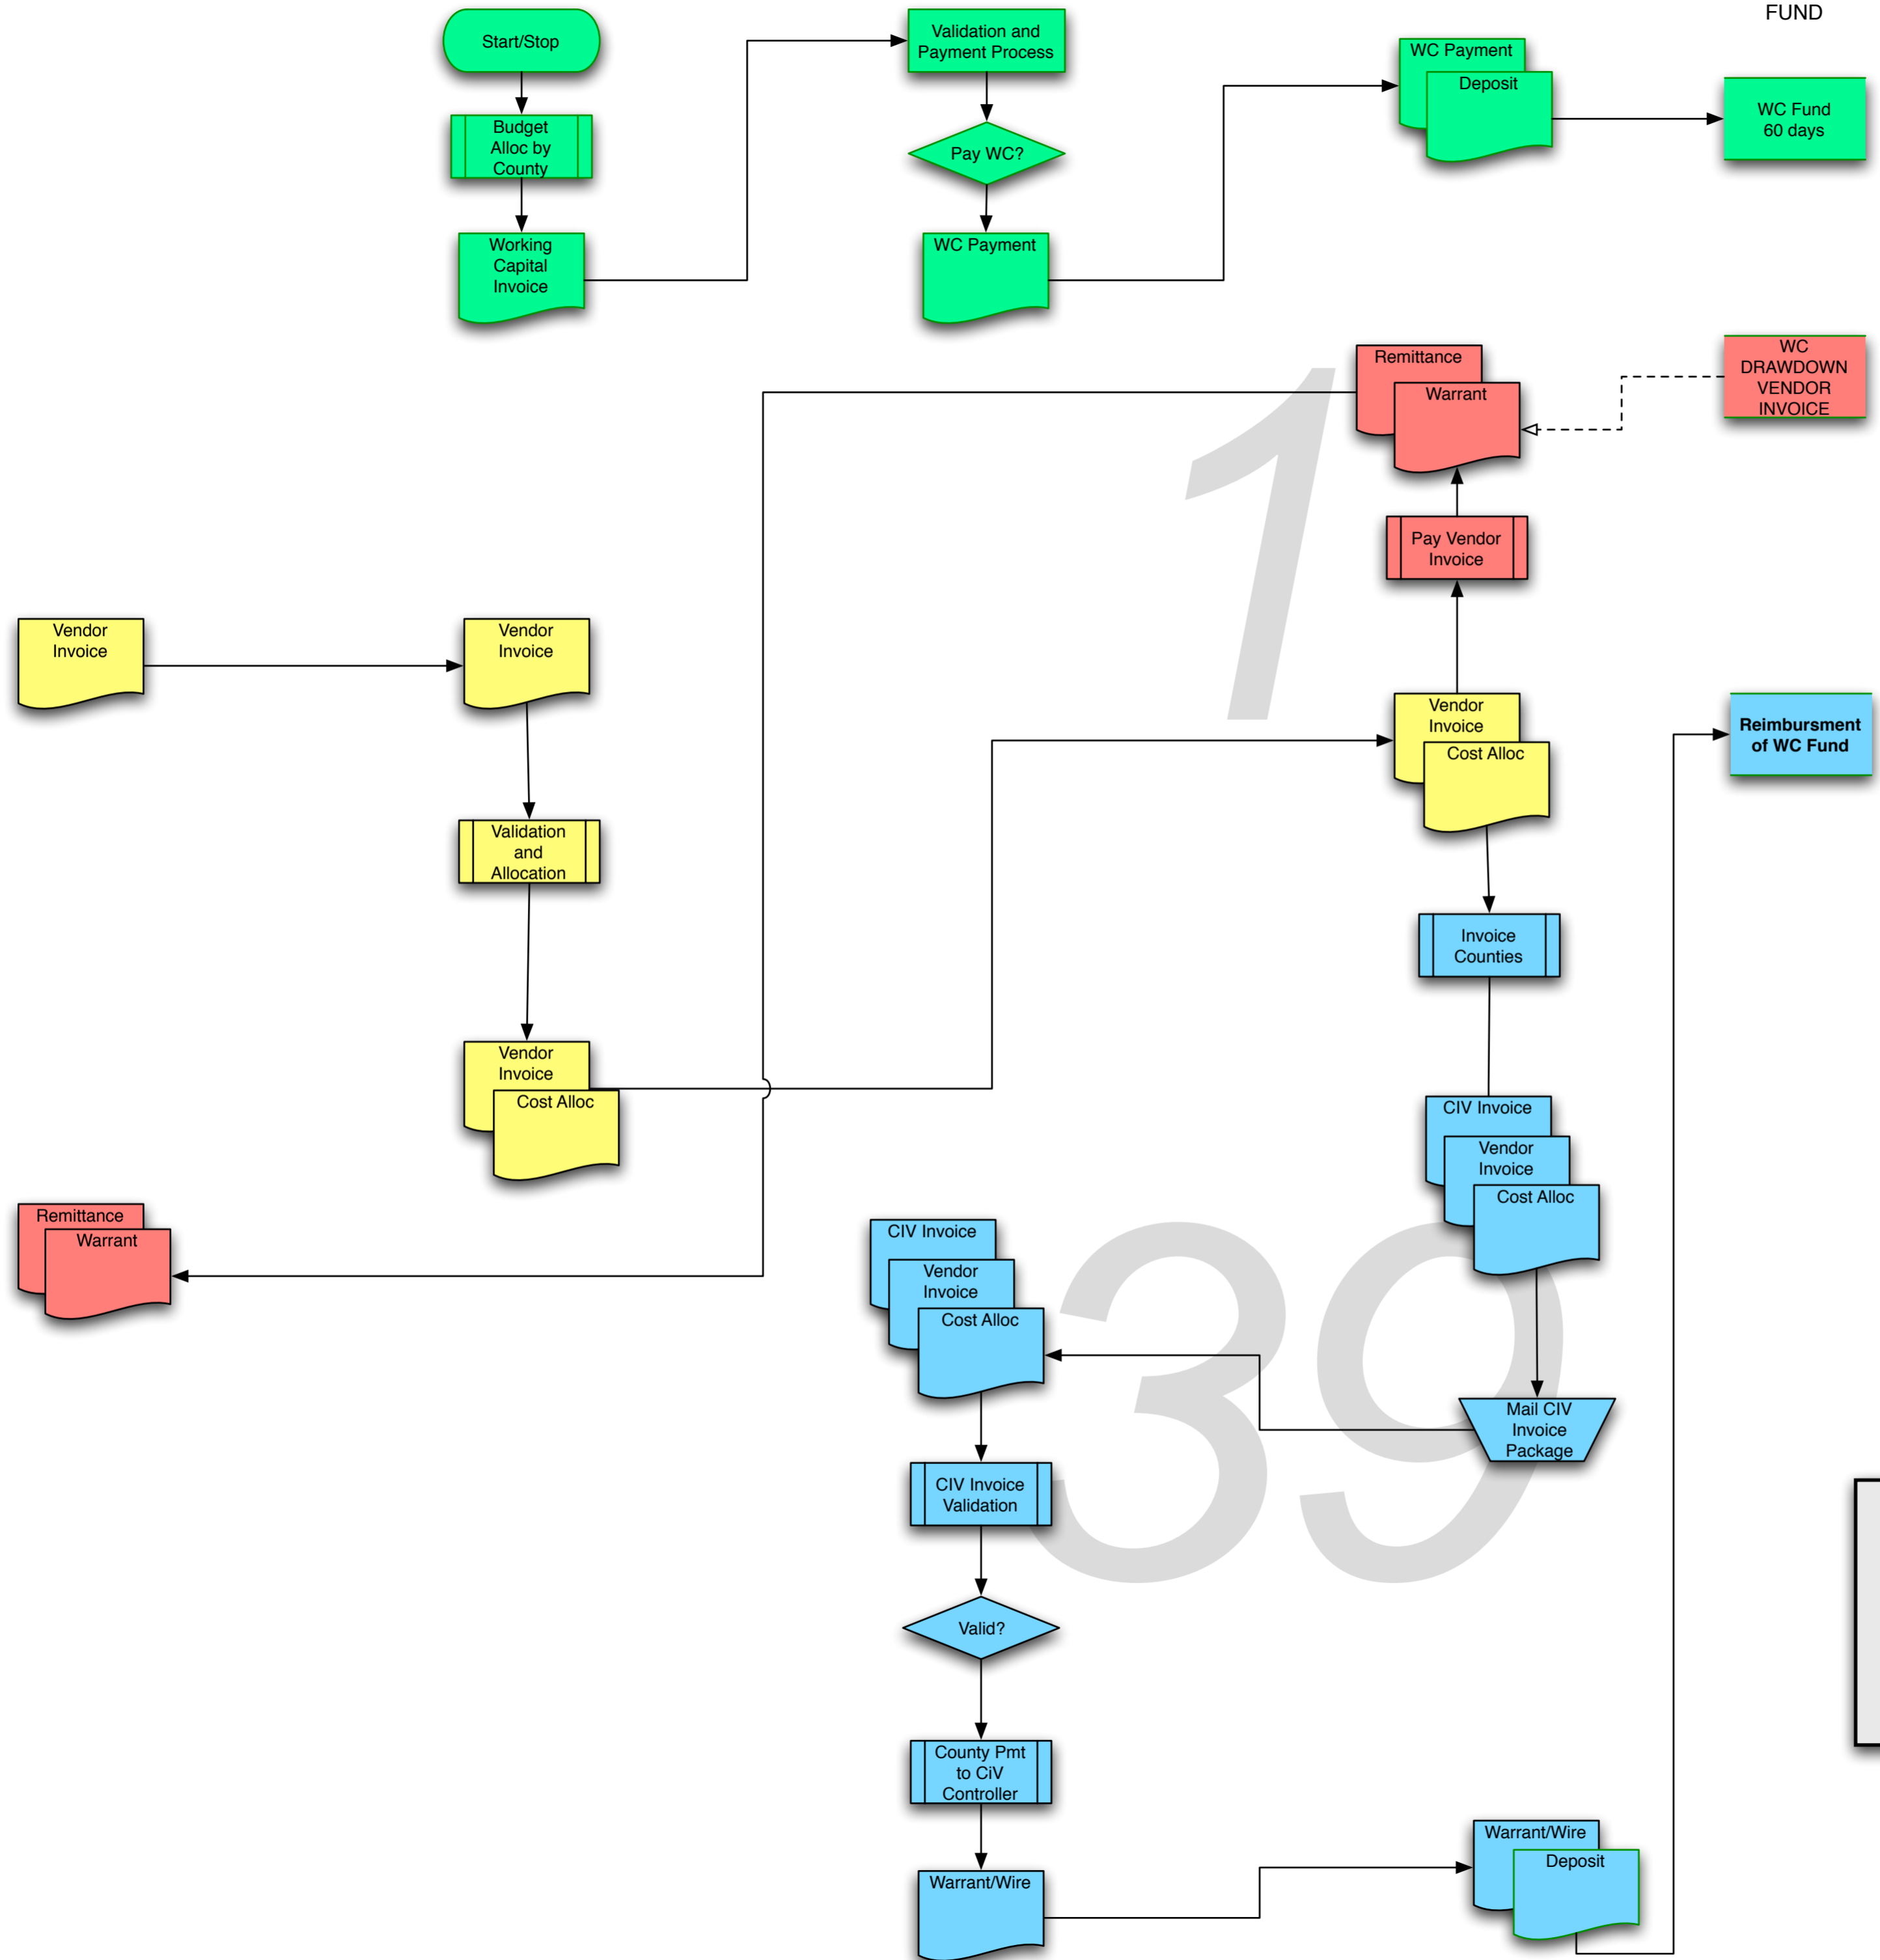 FUND
Start/Stop
Validation and
Payment Process
WC Payment
Deposit
WC Fund
60 days
Budget
Alloc by
County
Pay WC?
Working
Capital
Invoice
WC Payment
Remittance
Warrant
WC
DRAWDOWN
VENDOR
INVOICE
1
Pay Vendor
Invoice
Vendor
Invoice
Vendor
Invoice
Vendor
Invoice
Cost Alloc
Reimbursment
of WC Fund
Validation
and
Allocation
Invoice
Counties
Vendor
Invoice
Cost Alloc
CIV Invoice
Vendor
Invoice
Cost Alloc
Remittance
Warrant
CIV Invoice
Vendor
Invoice
Cost Alloc
39
Mail CIV
Invoice
Package
CIV Invoice
Validation
Valid?
County Pmt
to CiV
Controller
Warrant/Wire
Deposit
Warrant/Wire